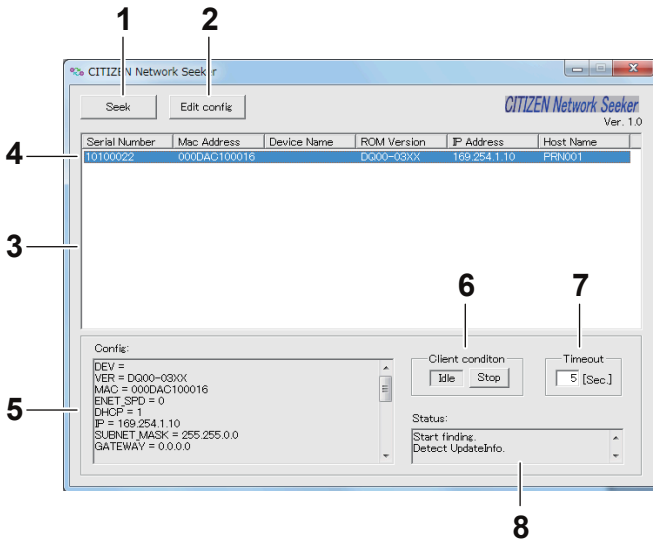 1 2
CITIZEN Network Seeker
Seek Edit config CITIZEN Network Seeker
Ver. 1.0
Serial Number Mac Address Device Name ROM Version IP Address Host Name
4 10100022 000DAC100016 DQ00-03XX 169.254.1.10 PRN001
3
6 7
Config:
Client conditon Timeout
Idle Stop 5 [Sec.]
DEV =
VER = DQ00-03XX
MAC = 000DAC100016
ENET_SPD = 0
5 DHCP = 1
IP = 169.254.1.10
SUBNET_MASK = 255.255.0.0
GATEWAY = 0.0.0.0
Status:
Start finding.
Detect UpdateInfo.
8